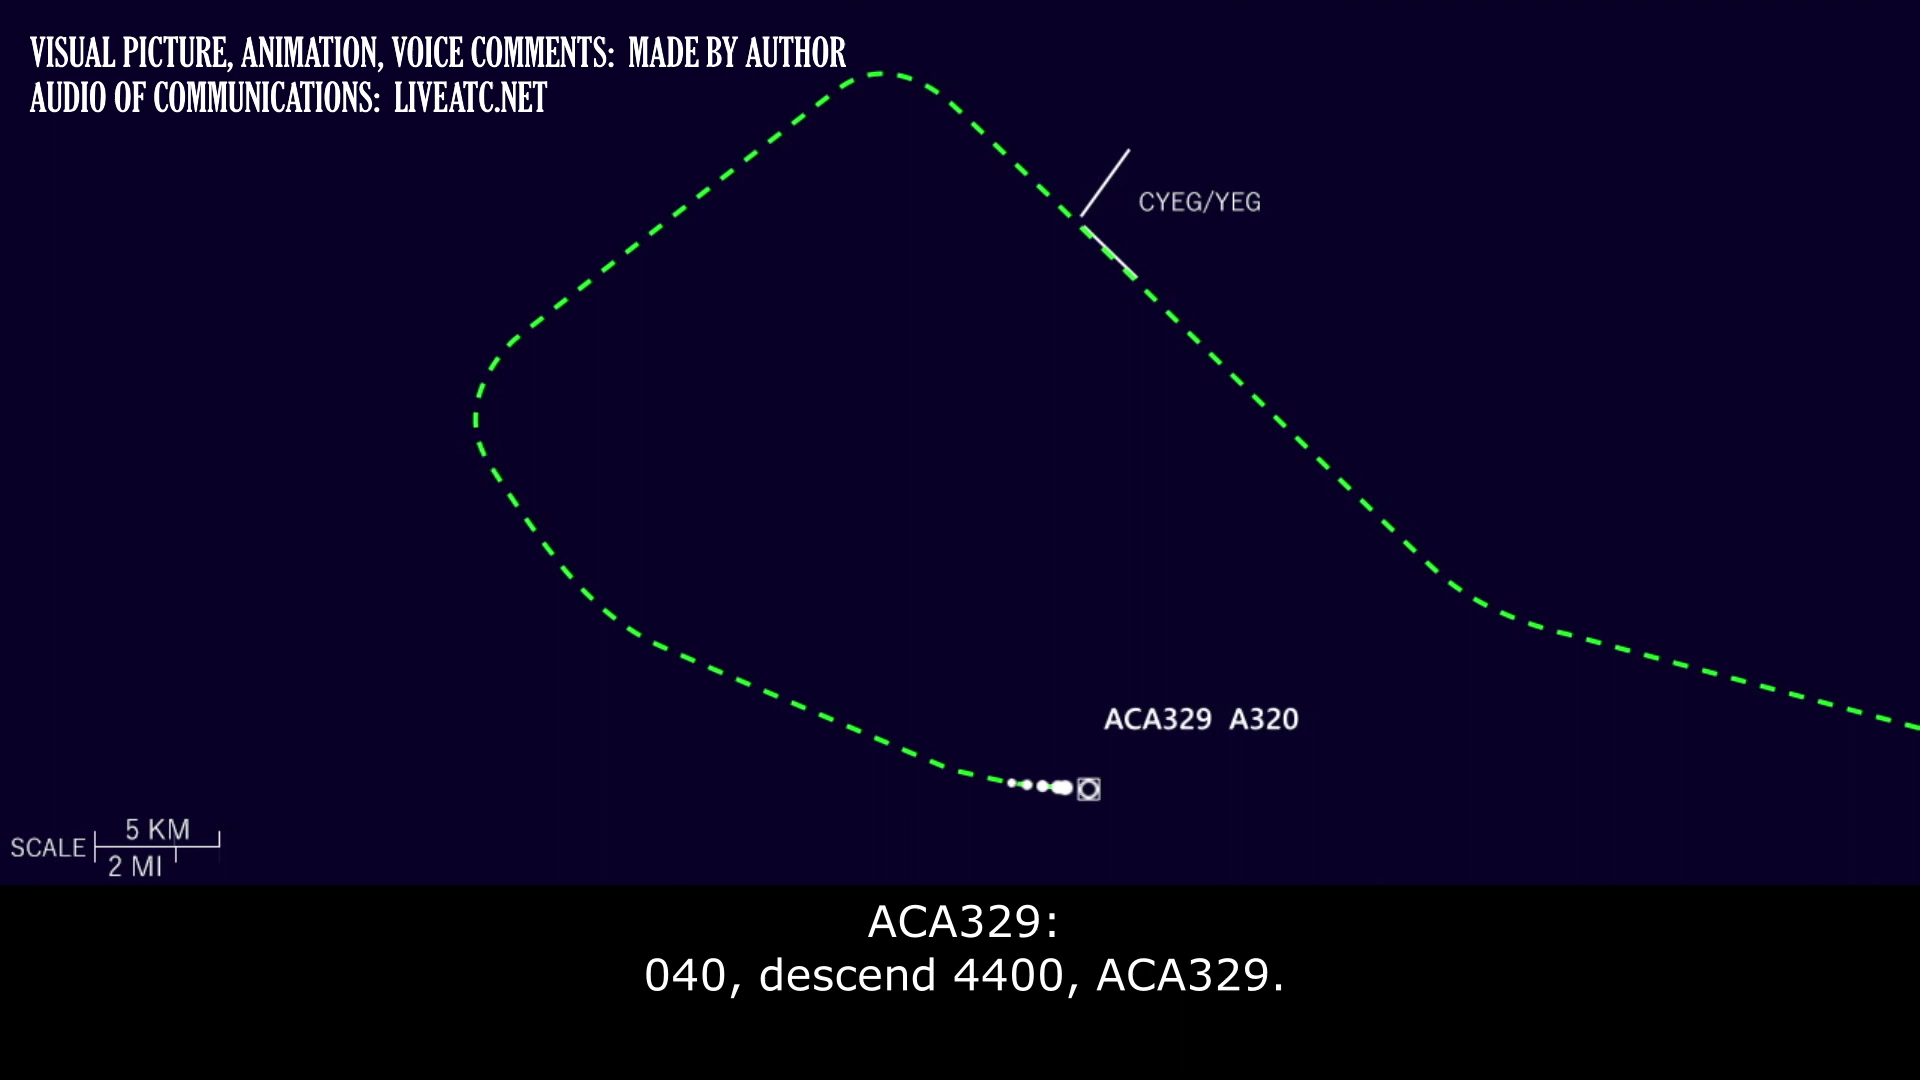 VISUAL PICTURE, ANIMATION, VOICE COMMENTS: MADE BY AUTHOR
AUDIO OF COMMUNICATIONS: LIVEATC.NET
CYEG/YEG
ACA329 A320
5 KM
SCALE
2 MI
ACA329:
040, descend 4400, ACA329.